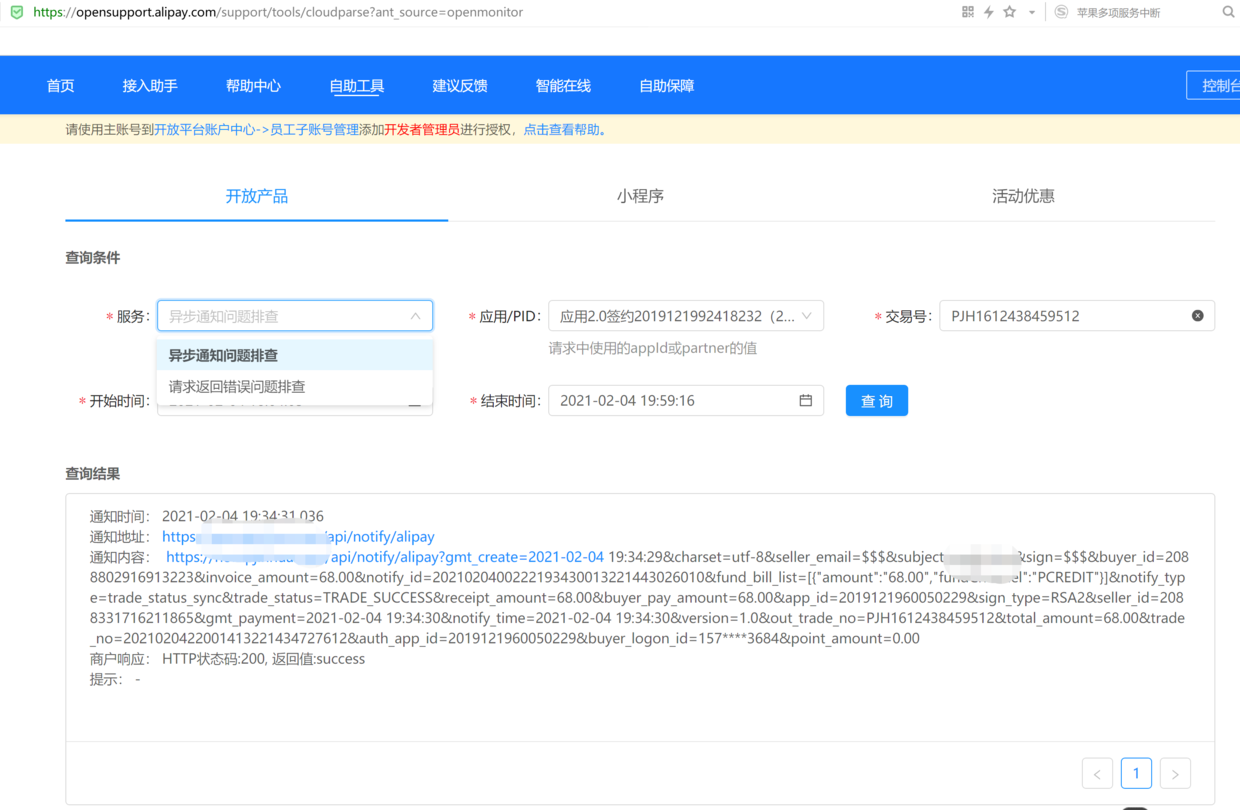 https://opensupport.alipay.com/support/tools/cloudparse?ant_source=openmonitor
苹果多项服务中断
首页 接入助手 帮助中心 自助工具 建议反馈 智能在线 自助保障 控制台
请使用主账号到开放平台账户中心->员工子账号管理添加开发者管理员进行授权，点击查看帮助。
开放产品 小程序 活动优惠
查询条件
* 服务: 异步通知问题排查
* 应用/PID: 应用2.0签约2019121992418232（2...
* 交易号: PJH1612438459512
请求中使用的appId或partner的值
异步通知问题排查
请求返回错误问题排查
* 开始时间:
* 结束时间: 2021-02-04 19:59:16
查 询
查询结果
通知时间： 2021-02-04 19:34:31.036
通知地址： https /api/notify/alipay
通知内容： https:// /api/notify/alipay?gmt_create=2021-02-04 19:34:29&charset=utf-8&seller_email=$$$&subject &sign=$$$&buyer_id=208
8802916913223&invoice_amount=68.00&notify_id=2021020400222193430013221443026010&fund_bill_list=[{"amount":"68.00","fund el":"PCREDIT"}]&notify_typ
e=trade_status_sync&trade_status=TRADE_SUCCESS&receipt_amount=68.00&buyer_pay_amount=68.00&app_id=2019121960050229&sign_type=RSA2&seller_id=208
8331716211865&gmt_payment=2021-02-04 19:34:30&notify_time=2021-02-04 19:34:30&version=1.0&out_trade_no=PJH1612438459512&total_amount=68.00&trade
_no=2021020422001413221434727612&auth_app_id=2019121960050229&buyer_logon_id=157****3684&point_amount=0.00
商户响应： HTTP状态码:200, 返回值:success
提示： -
< 1 >